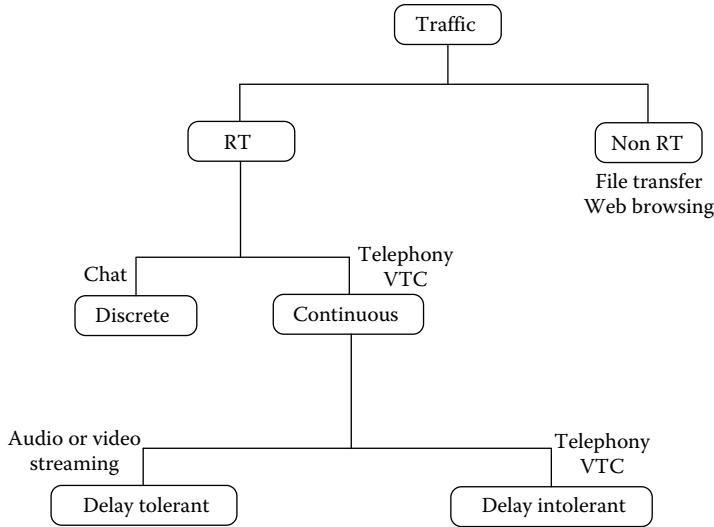 Traffic
RT
Non RT
File transfer
Web browsing
Chat
Telephony
VTC
Discrete
Continuous
Audio or video
streaming
Telephony
VTC
Delay tolerant
Delay intolerant